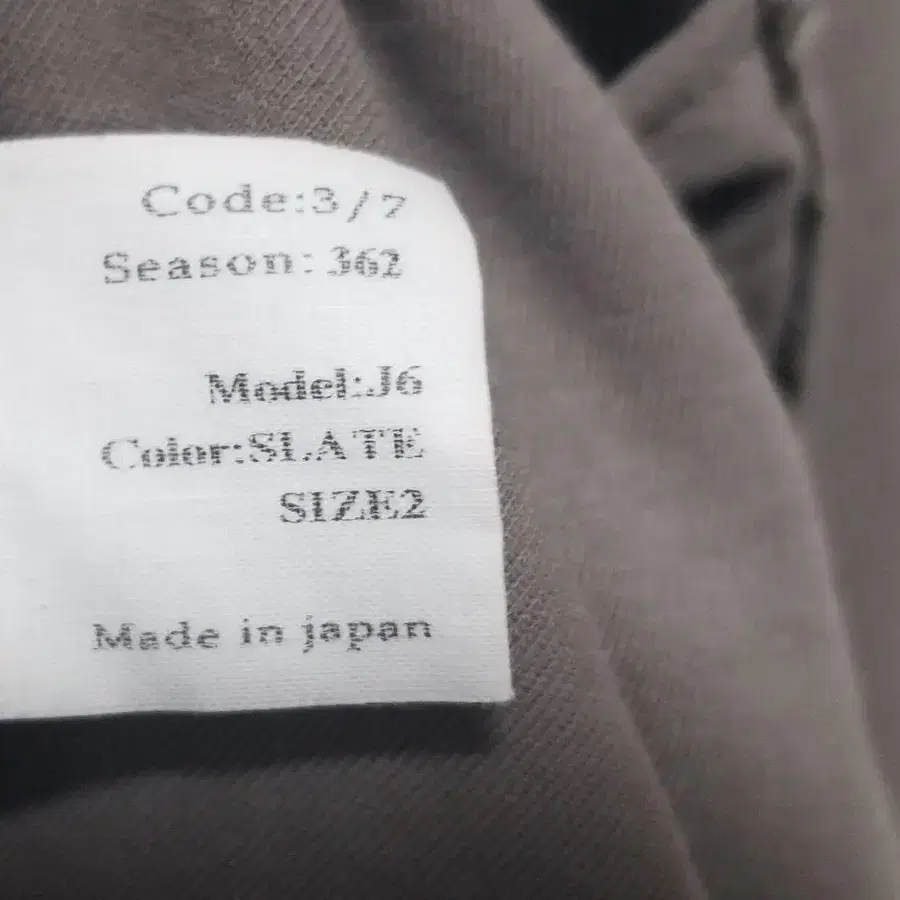 Code:3/7
Season:362
Model:J6
Color:SLATE
SIZE2
Made in japan